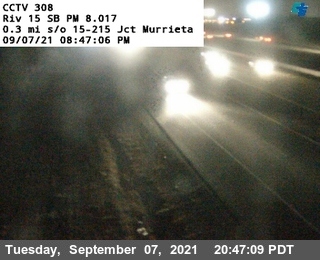 CCTV 308
Riv 15 SB PM 8.017
0.3 mi s/o 15-215 Jct Murrieta
09/07/21 08:47:06 PM
Tuesday, September 07, 2021 20:47:09 PDT